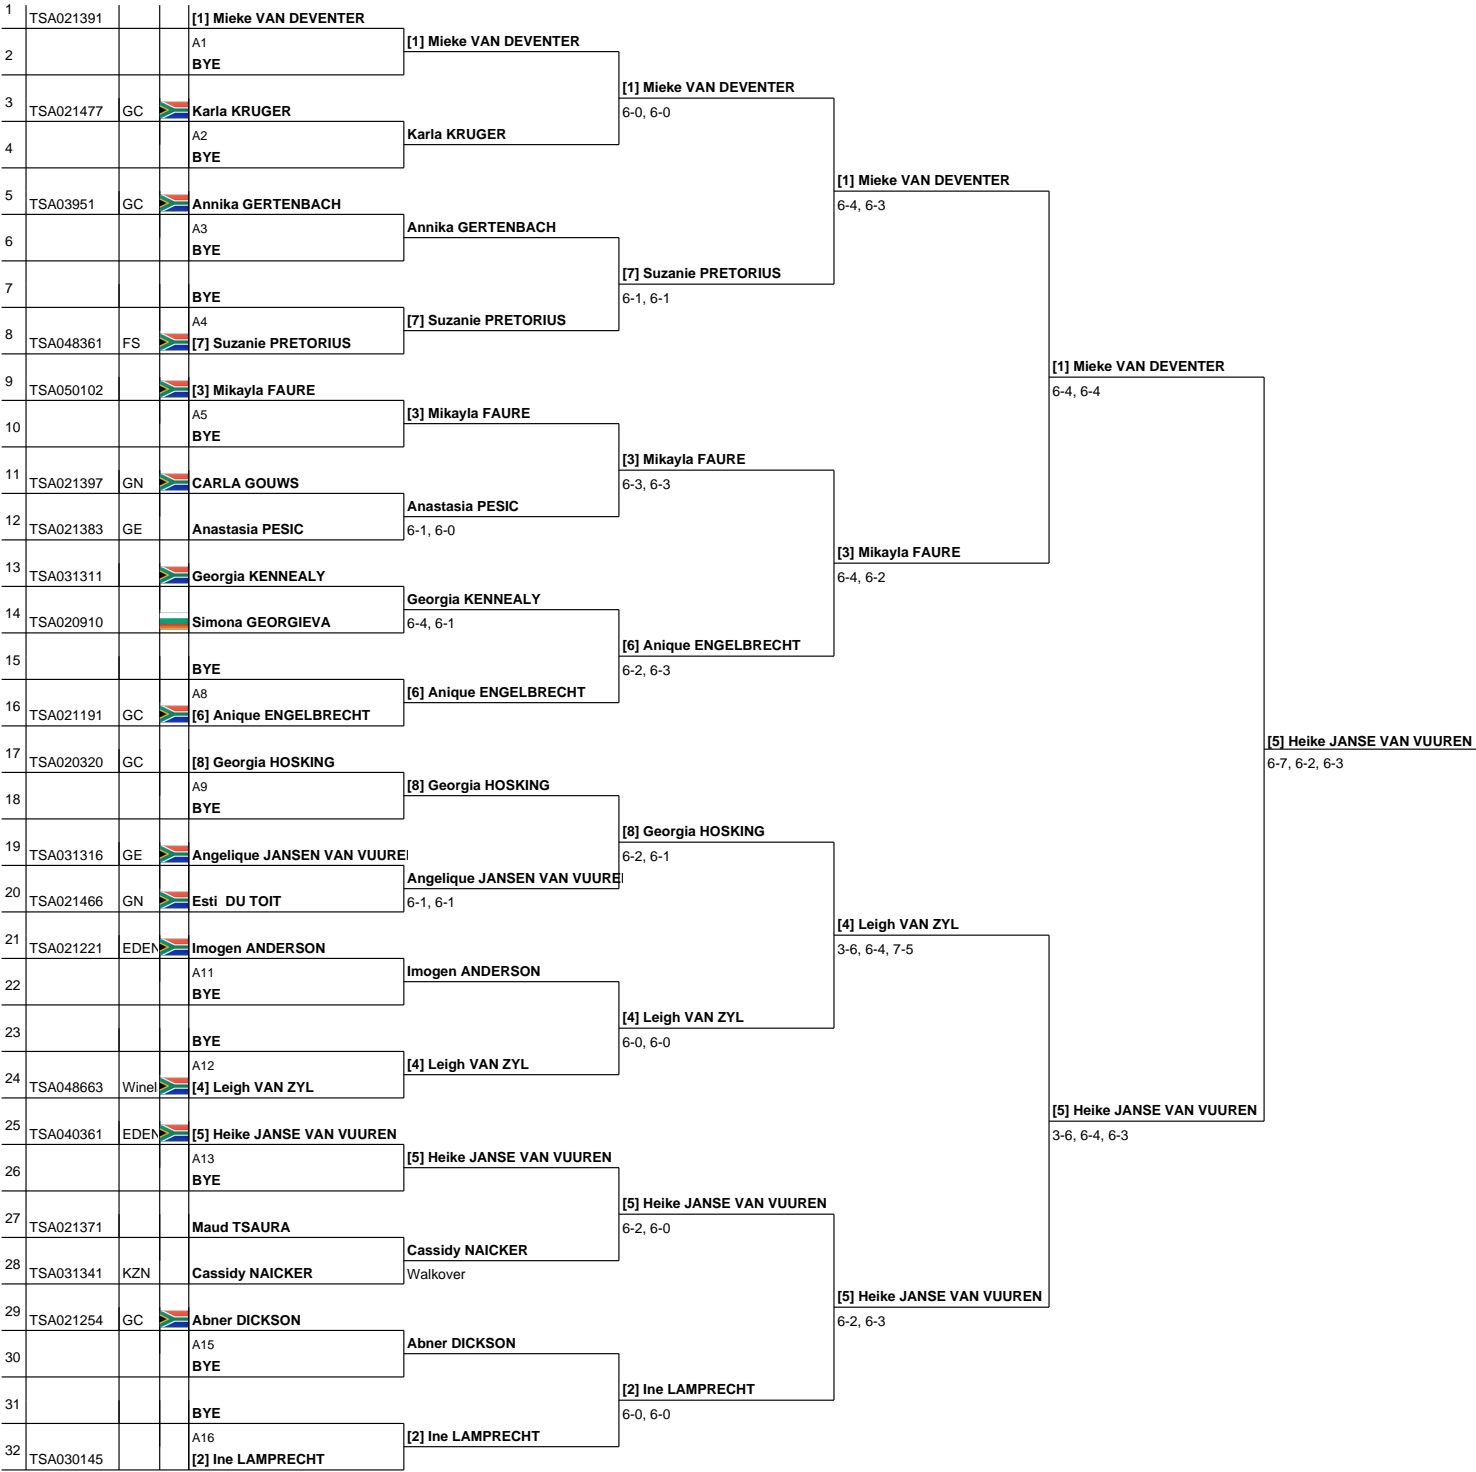 1 TSA021391 [1] Mieke VAN DEVENTER
A1
[1] Mieke VAN DEVENTER
2 BYE
[1] Mieke VAN DEVENTER
6-0, 6-0
3 TSA021477 GC Karla KRUGER
A2
Karla KRUGER
4 BYE
[1] Mieke VAN DEVENTER
6-4, 6-3
5 TSA03951 GC Annika GERTENBACH
A3
Annika GERTENBACH
6 BYE
[7] Suzanie PRETORIUS
6-1, 6-1
7 BYE
A4
[7] Suzanie PRETORIUS
8 TSA048361 FS [7] Suzanie PRETORIUS
[1] Mieke VAN DEVENTER
6-4, 6-4
9 TSA050102 [3] Mikayla FAURE
A5
[3] Mikayla FAURE
10 BYE
[3] Mikayla FAURE
6-3, 6-3
11 TSA021397 GN CARLA GOUWS
Anastasia PESIC
12 TSA021383 GE Anastasia PESIC
6-1, 6-0
[3] Mikayla FAURE
6-4, 6-2
13 TSA031311 Georgia KENNEALY
Georgia KENNEALY
14 TSA020910 Simona GEORGIEVA
6-4, 6-1
[6] Anique ENGELBRECHT
6-2, 6-3
15 BYE
A8
[6] Anique ENGELBRECHT
16 TSA021191 GC [6] Anique ENGELBRECHT
[5] Heike JANSE VAN VUUREN
6-7, 6-2, 6-3
17 TSA020320 GC [8] Georgia HOSKING
A9
[8] Georgia HOSKING
18 BYE
[8] Georgia HOSKING
6-2, 6-1
19 TSA031316 GE Angelique JANSEN VAN VUURE
Angelique JANSEN VAN VUURE
20 TSA021466 GN Esti DU TOIT
6-1, 6-1
[4] Leigh VAN ZYL
3-6, 6-4, 7-5
21 TSA021221 EDEN Imogen ANDERSON
A11
Imogen ANDERSON
22 BYE
[4] Leigh VAN ZYL
6-0, 6-0
23 BYE
A12
[4] Leigh VAN ZYL
24 TSA048663 Winel [4] Leigh VAN ZYL
[5] Heike JANSE VAN VUUREN
3-6, 6-4, 6-3
25 TSA040361 EDEN [5] Heike JANSE VAN VUUREN
A13
[5] Heike JANSE VAN VUUREN
26 BYE
[5] Heike JANSE VAN VUUREN
6-2, 6-0
27 TSA021371 Maud TSAURA
Cassidy NAICKER
28 TSA031341 KZN Cassidy NAICKER
Walkover
[5] Heike JANSE VAN VUUREN
6-2, 6-3
29 TSA021254 GC Abner DICKSON
A15
Abner DICKSON
30 BYE
[2] Ine LAMPRECHT
6-0, 6-0
31 BYE
A16
[2] Ine LAMPRECHT
32 TSA030145 [2] Ine LAMPRECHT